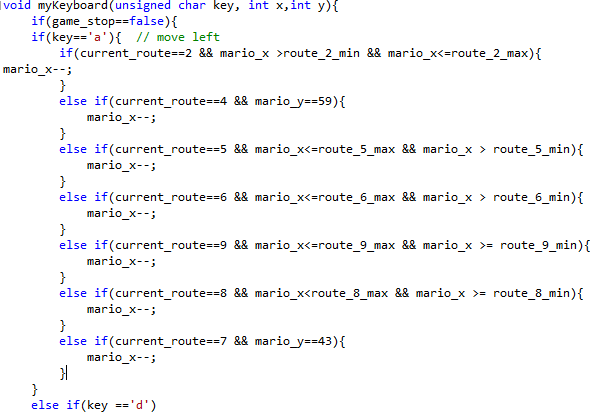 void myKeyboard(unsigned char key, int x,int y){
    if(game_stop==false){
    if(key=='a'){  // move left
        if(current_route==2 && mario_x >route_2_min && mario_x<=route_2_max){
mario_x--;
        }
        else if(current_route==4 && mario_y==59){
            mario_x--;
        }
        else if(current_route==5 && mario_x<=route_5_max && mario_x > route_5_min){
            mario_x--;
        }
        else if(current_route==6 && mario_x<=route_6_max && mario_x > route_6_min){
            mario_x--;
        }
        else if(current_route==9 && mario_x<=route_9_max && mario_x >= route_9_min){
            mario_x--;
        }
        else if(current_route==8 && mario_x<route_8_max && mario_x >= route_8_min){
            mario_x--;
        }
        else if(current_route==7 && mario_y==43){
            mario_x--;
        }
    }
    else if(key =='d')